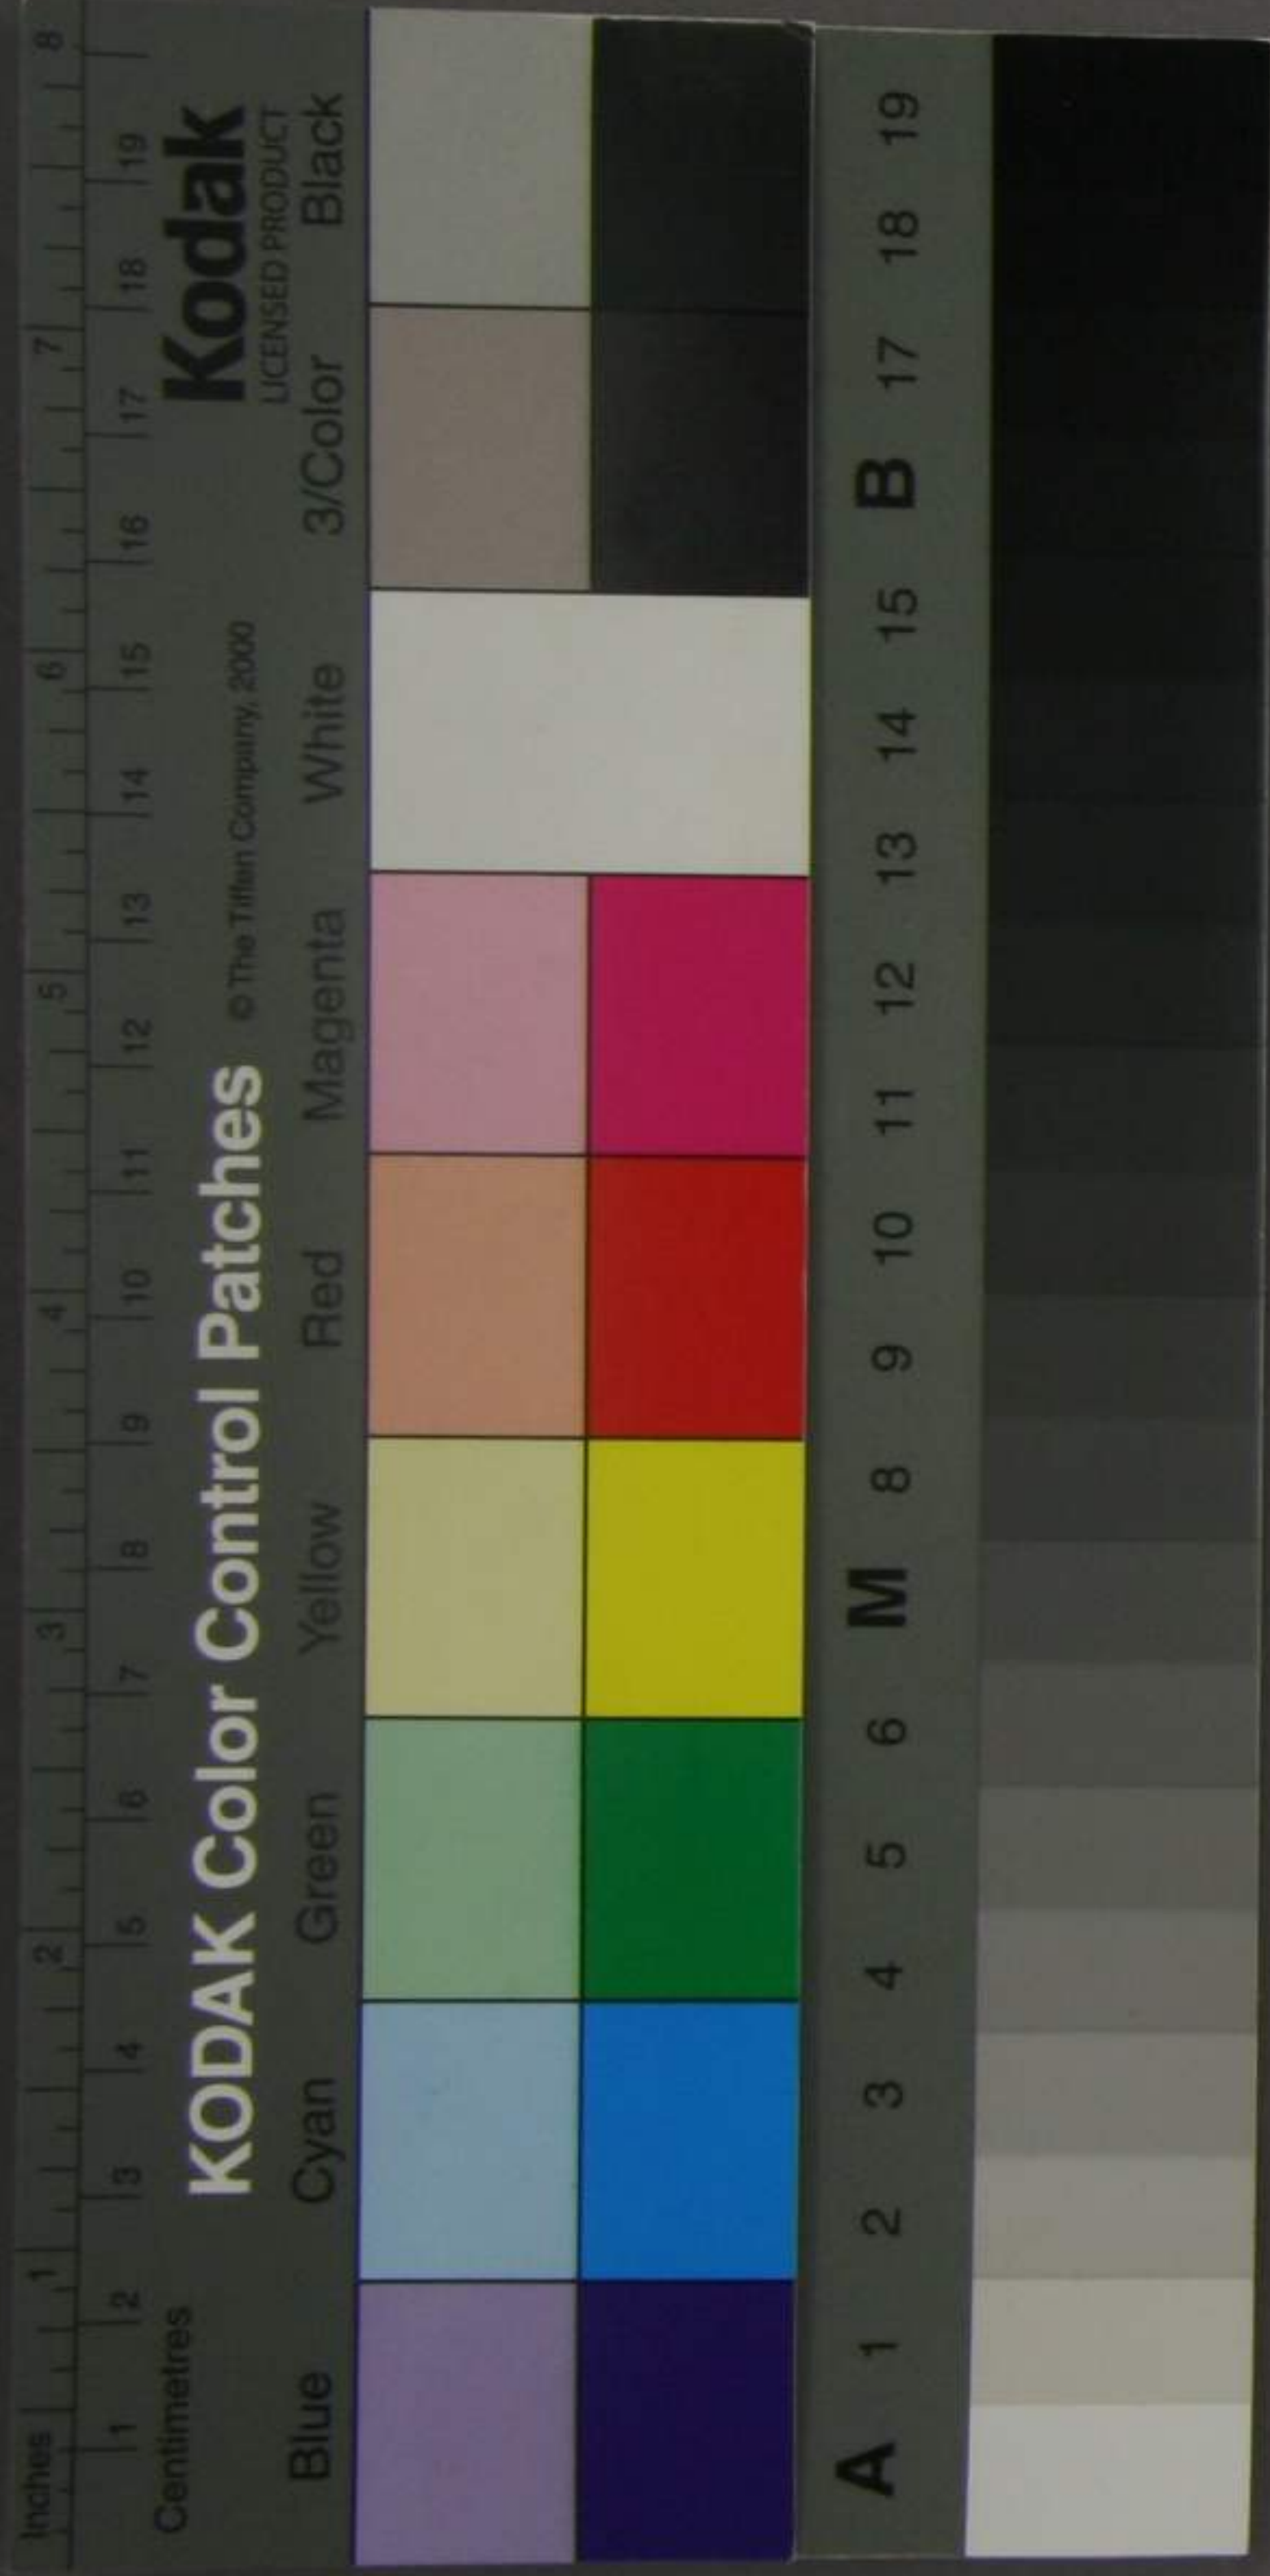 Inches 1 2 3 4 5 6 7 8
1 2 3 4 5 6 7 8 9 10 11 12 13 14 15 16 17 18 19
Centimetres
KODAK Color Control Patches © The Tiffen Company, 2000 Kodak
LICENSED PRODUCT
Blue Cyan Green Yellow Red Magenta White 3/Color Black
A 1 2 3 4 5 6 M 8 9 10 11 12 13 14 15 B 17 18 19